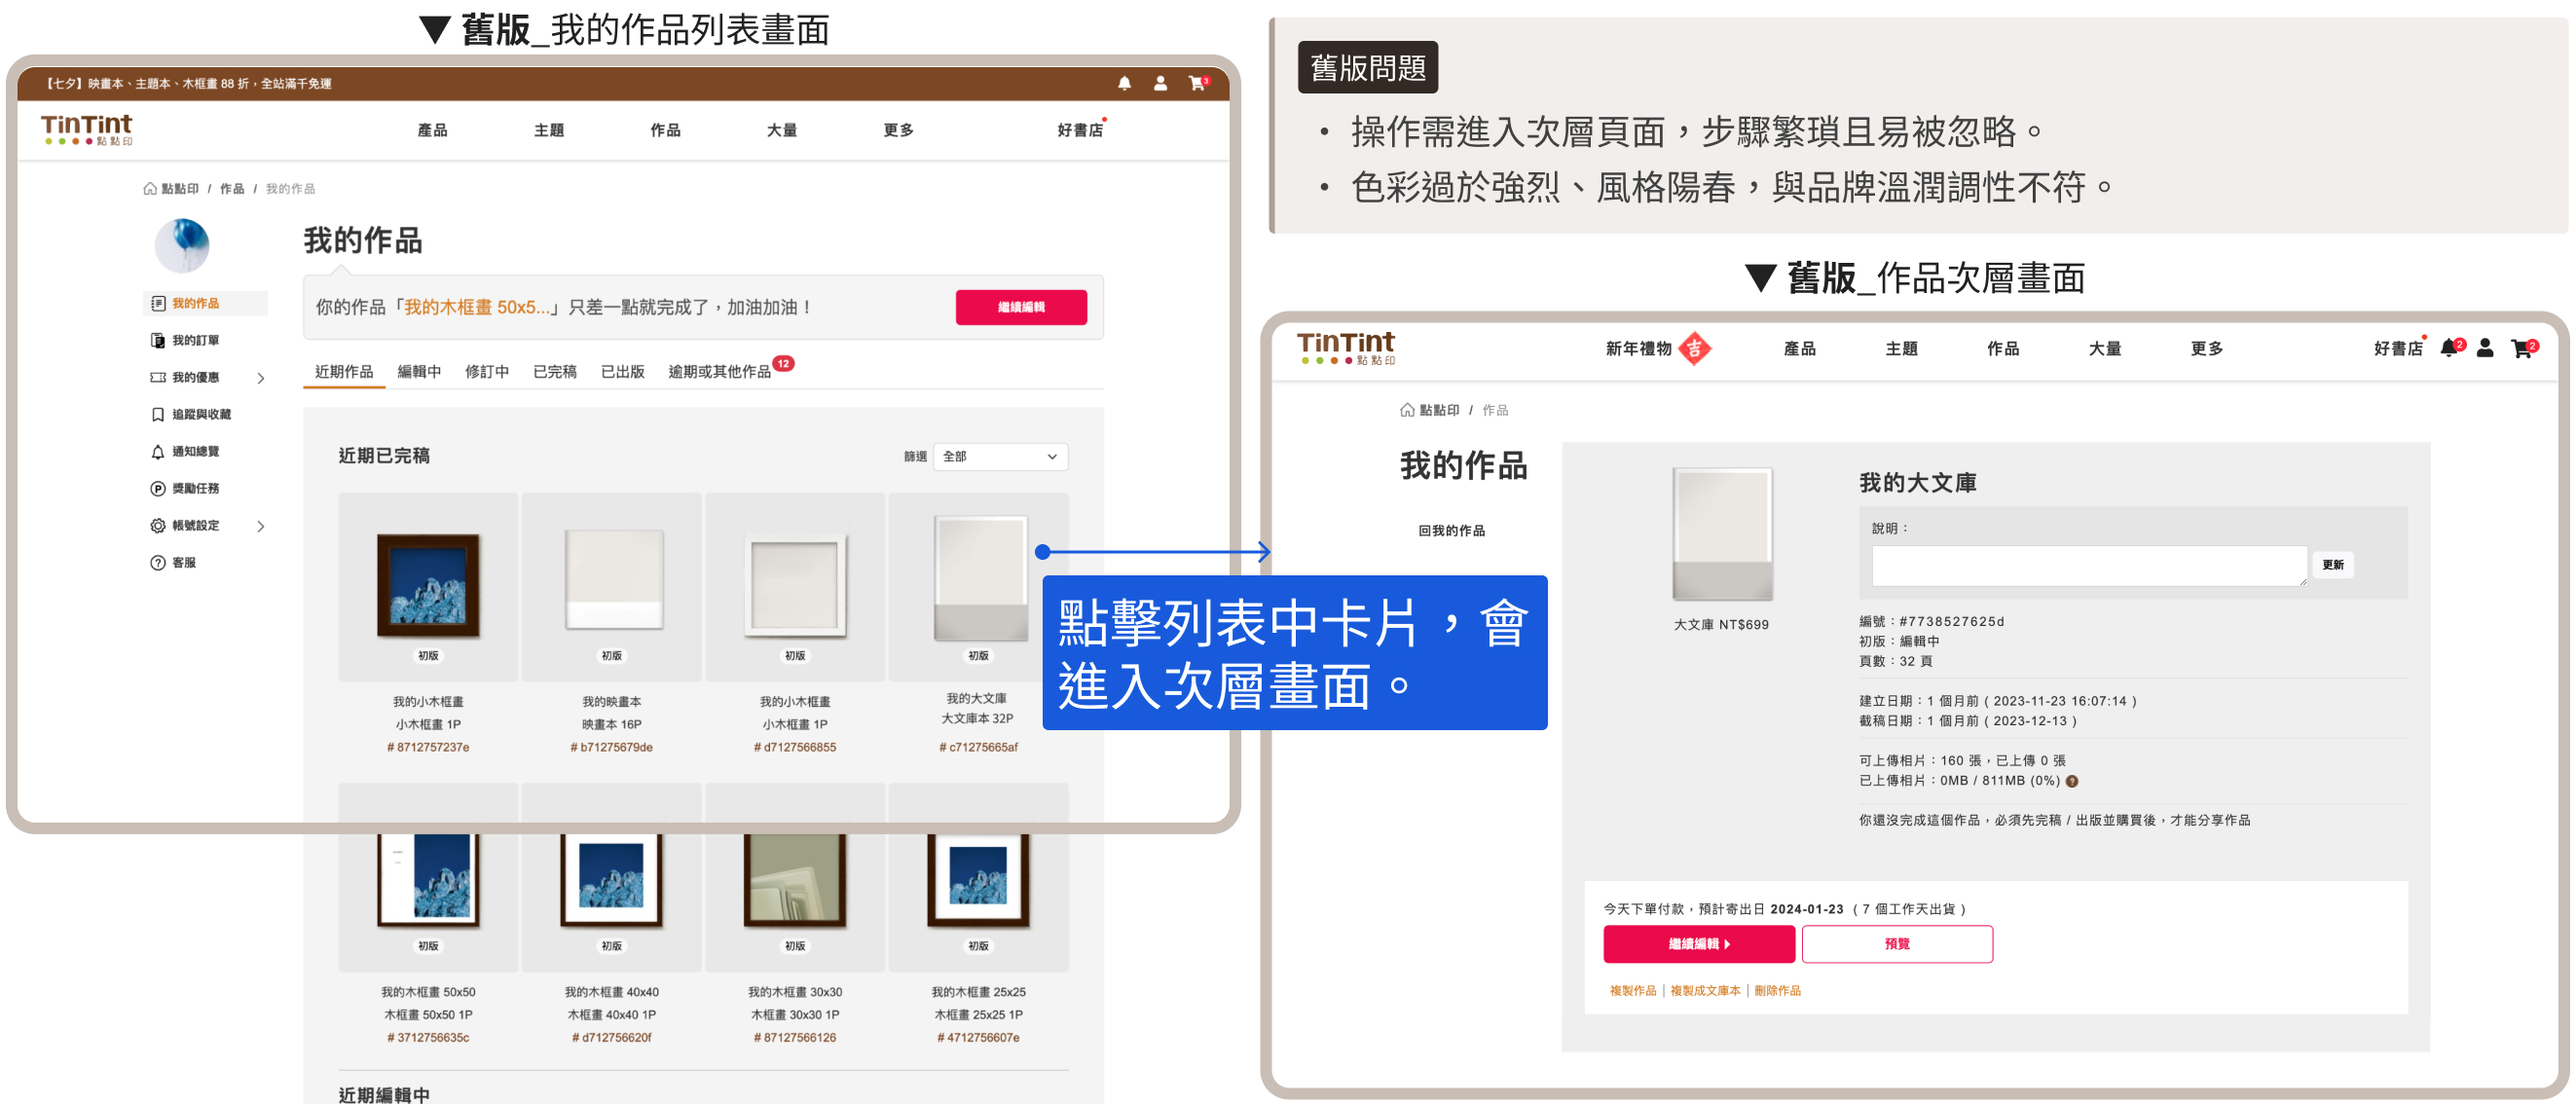 ▼ 舊版_我的作品列表畫面
【七夕】映畫本、主題本、木框畫 88 折，全站滿千免運
3
TinTint
點點印
產品
主題
作品
大量
更多
好書店
點點印 / 作品 / 我的作品
我的作品
我的訂單
我的優惠
追蹤與收藏
通知總覽
獎勵任務
帳號設定
客服
我的作品
你的作品「我的木框畫 50x5...」只差一點就完成了，加油加油！
繼續編輯
近期作品
編輯中
修訂中
已完稿
已出版
逾期或其他作品
12
近期已完稿
篩選
全部
初版
初版
初版
初版
我的小木框畫
小木框畫 1P
# 8712757237e
我的映畫本
映畫本 16P
# b71275679de
我的小木框畫
小木框畫 1P
# d7127566855
我的大文庫
大文庫本 32P
# c71275665af
初版
初版
初版
初版
我的木框畫 50x50
木框畫 50x50 1P
# 3712756635c
我的木框畫 40x40
木框畫 40x40 1P
# d712756620f
我的木框畫 30x30
木框畫 30x30 1P
# 87127566126
我的木框畫 25x25
木框畫 25x25 1P
# 4712756607e
近期編輯中
點擊列表中卡片，會
進入次層畫面。
舊版問題
• 操作需進入次層頁面，步驟繁瑣且易被忽略。
• 色彩過於強烈、風格陽春，與品牌溫潤調性不符。
▼ 舊版_作品次層畫面
TinTint
點點印
新年禮物
吉
產品
主題
作品
大量
更多
好書店
2
2
點點印 / 作品
我的作品
回我的作品
大文庫 NT$699
我的大文庫
說明：
更新
編號：#7738527625d
初版：編輯中
頁數：32 頁
建立日期：1 個月前 ( 2023-11-23 16:07:14 )
截稿日期：1 個月前 ( 2023-12-13 )
可上傳相片：160 張，已上傳 0 張
已上傳相片：0MB / 811MB (0%) ?
你還沒完成這個作品，必須先完稿 / 出版並購買後，才能分享作品
今天下單付款，預計寄出日 2024-01-23 ( 7 個工作天出貨 )
繼續編輯
預覽
複製作品 | 複製成文庫本 | 刪除作品